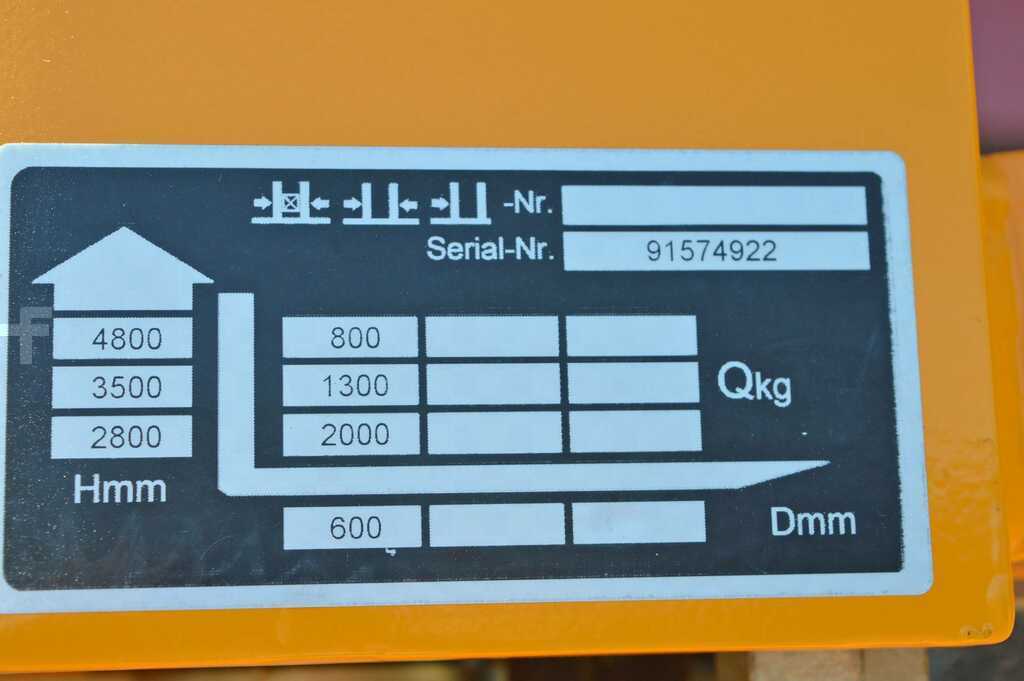 -Nr.
Serial-Nr. 91574922
4800 800
3500 1300 Qkg
2800 2000
Hmm
600 Dmm